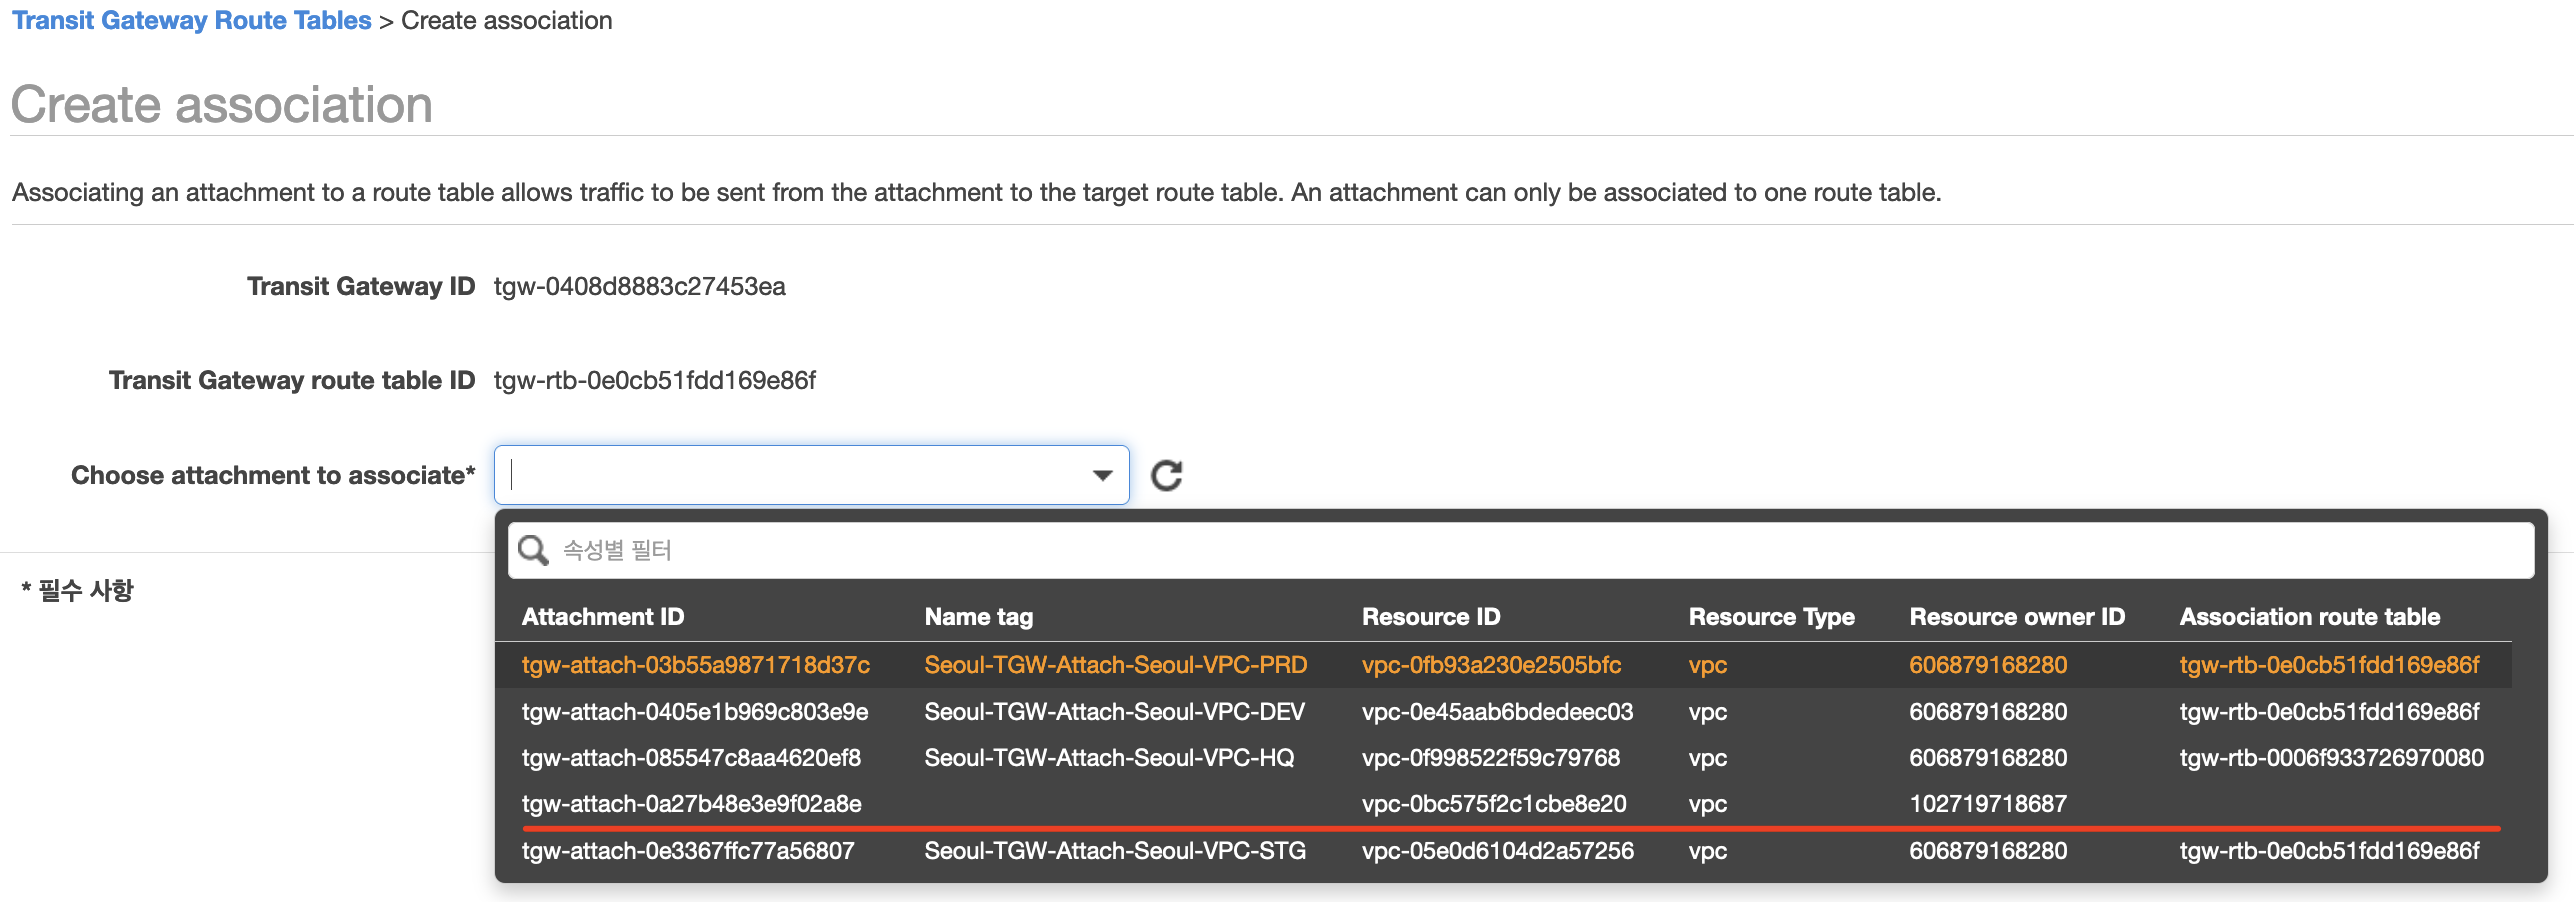 Transit Gateway Route Tables > Create association
Create association
Associating an attachment to a route table allows traffic to be sent from the attachment to the target route table. An attachment can only be associated to one route table.
Transit Gateway ID tgw-0408d8883c27453ea
Transit Gateway route table ID tgw-rtb-0e0cb51fdd169e86f
Choose attachment to associate*
속성별 필터
* 필수 사항
Attachment ID Name tag Resource ID Resource Type Resource owner ID Association route table
tgw-attach-03b55a9871718d37c Seoul-TGW-Attach-Seoul-VPC-PRD vpc-0fb93a230e2505bfc vpc 606879168280 tgw-rtb-0e0cb51fdd169e86f
tgw-attach-0405e1b969c803e9e Seoul-TGW-Attach-Seoul-VPC-DEV vpc-0e45aab6bdedeec03 vpc 606879168280 tgw-rtb-0e0cb51fdd169e86f
tgw-attach-085547c8aa4620ef8 Seoul-TGW-Attach-Seoul-VPC-HQ vpc-0f998522f59c79768 vpc 606879168280 tgw-rtb-0006f933726970080
tgw-attach-0a27b48e3e9f02a8e vpc-0bc575f2c1cbe8e20 vpc 102719718687
tgw-attach-0e3367ffc77a56807 Seoul-TGW-Attach-Seoul-VPC-STG vpc-05e0d6104d2a57256 vpc 606879168280 tgw-rtb-0e0cb51fdd169e86f